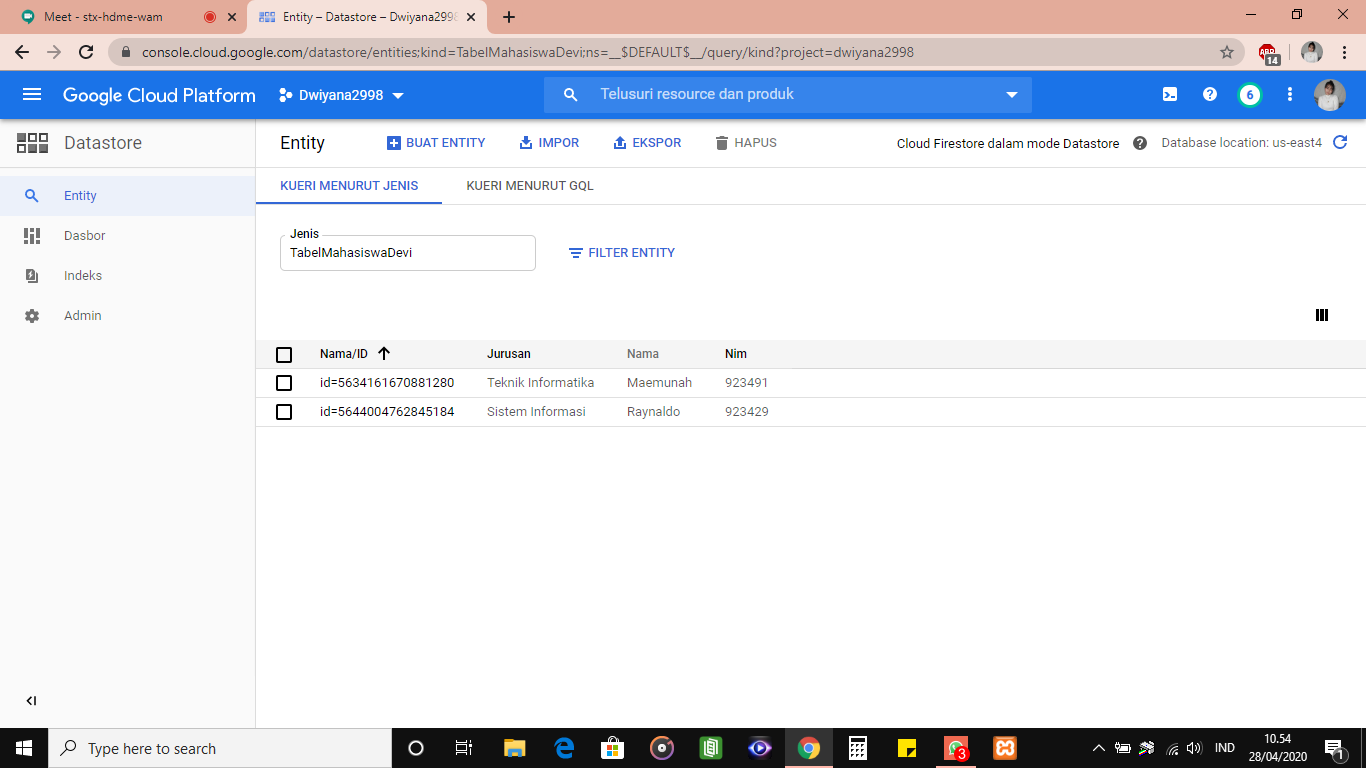 Meet - stx-hdme-wam
Entity – Datastore – Dwiyana2998
console.cloud.google.com/datastore/entities;kind=TabelMahasiswaDevi;ns=__$DEFAULT$__/query/kind?project=dwiyana2998
14
Google Cloud Platform
Dwiyana2998
Telusuri resource dan produk
6
Datastore
Entity
BUAT ENTITY
IMPOR
EKSPOR
HAPUS
Cloud Firestore dalam mode Datastore
Database location: us-east4
Entity
Dasbor
Indeks
Admin
KUERI MENURUT JENIS
KUERI MENURUT GQL
Jenis
TabelMahasiswaDevi
FILTER ENTITY
Nama/ID Jurusan Nama Nim
id=5634161670881280 Teknik Informatika Maemunah 923491
id=5644004762845184 Sistem Informasi Raynaldo 923429
Type here to search
3
IND
10.54
28/04/2020
1